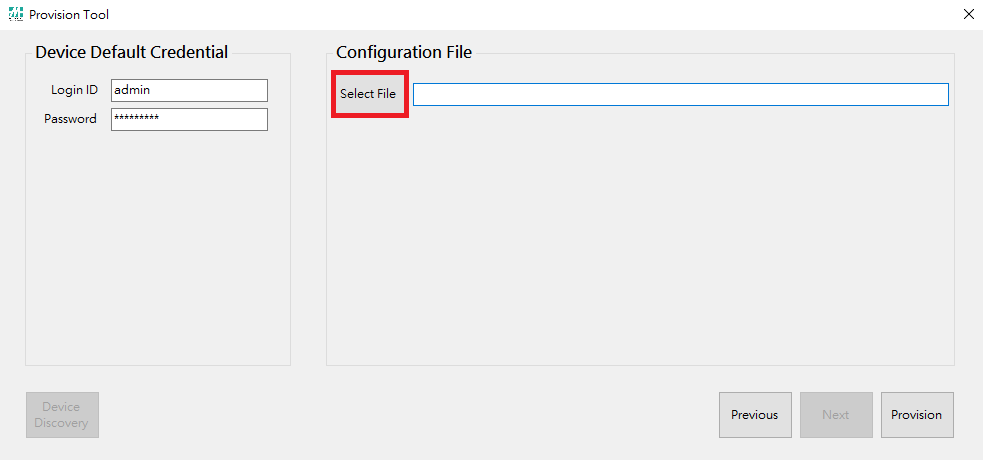 Provision Tool
Device Default Credential
Login ID
admin
Password
*********
Configuration File
Select File
Device
Discovery
Previous
Next
Provision